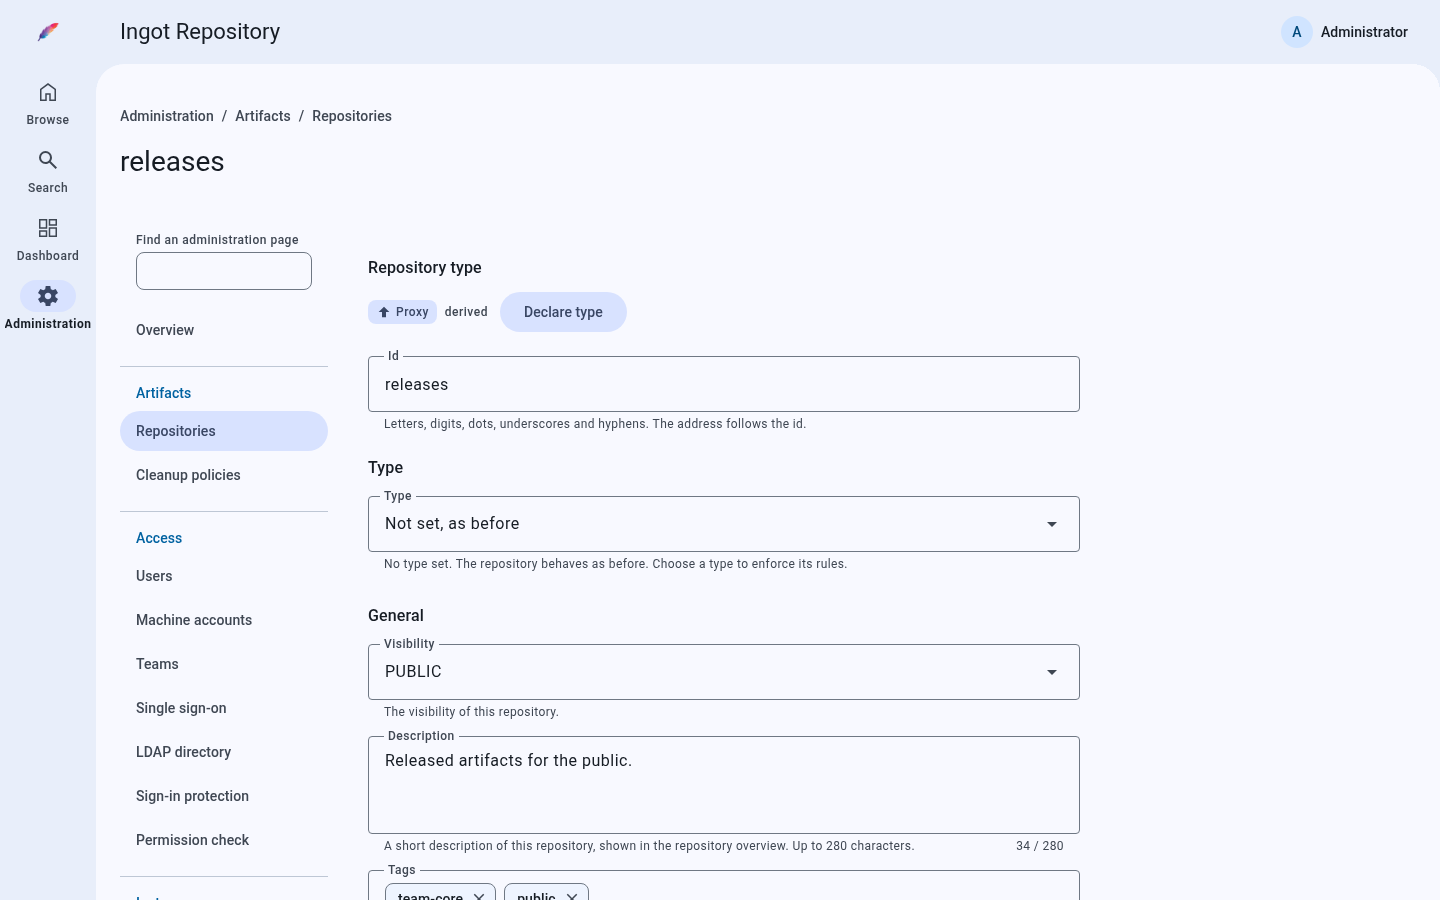 Ingot Repository
A
Administrator
Browse
Search
Dashboard
Administration
Administration / Artifacts / Repositories
releases
Find an administration page
Overview
Artifacts
Repositories
Cleanup policies
Access
Users
Machine accounts
Teams
Single sign-on
LDAP directory
Sign-in protection
Permission check
Repository type
Proxy derived Declare type
Id
releases
Letters, digits, dots, underscores and hyphens. The address follows the id.
Type
Type
Not set, as before
No type set. The repository behaves as before. Choose a type to enforce its rules.
General
Visibility
PUBLIC
The visibility of this repository.
Description
Released artifacts for the public.
A short description of this repository, shown in the repository overview. Up to 280 characters. 34 / 280
Tags
team-core public